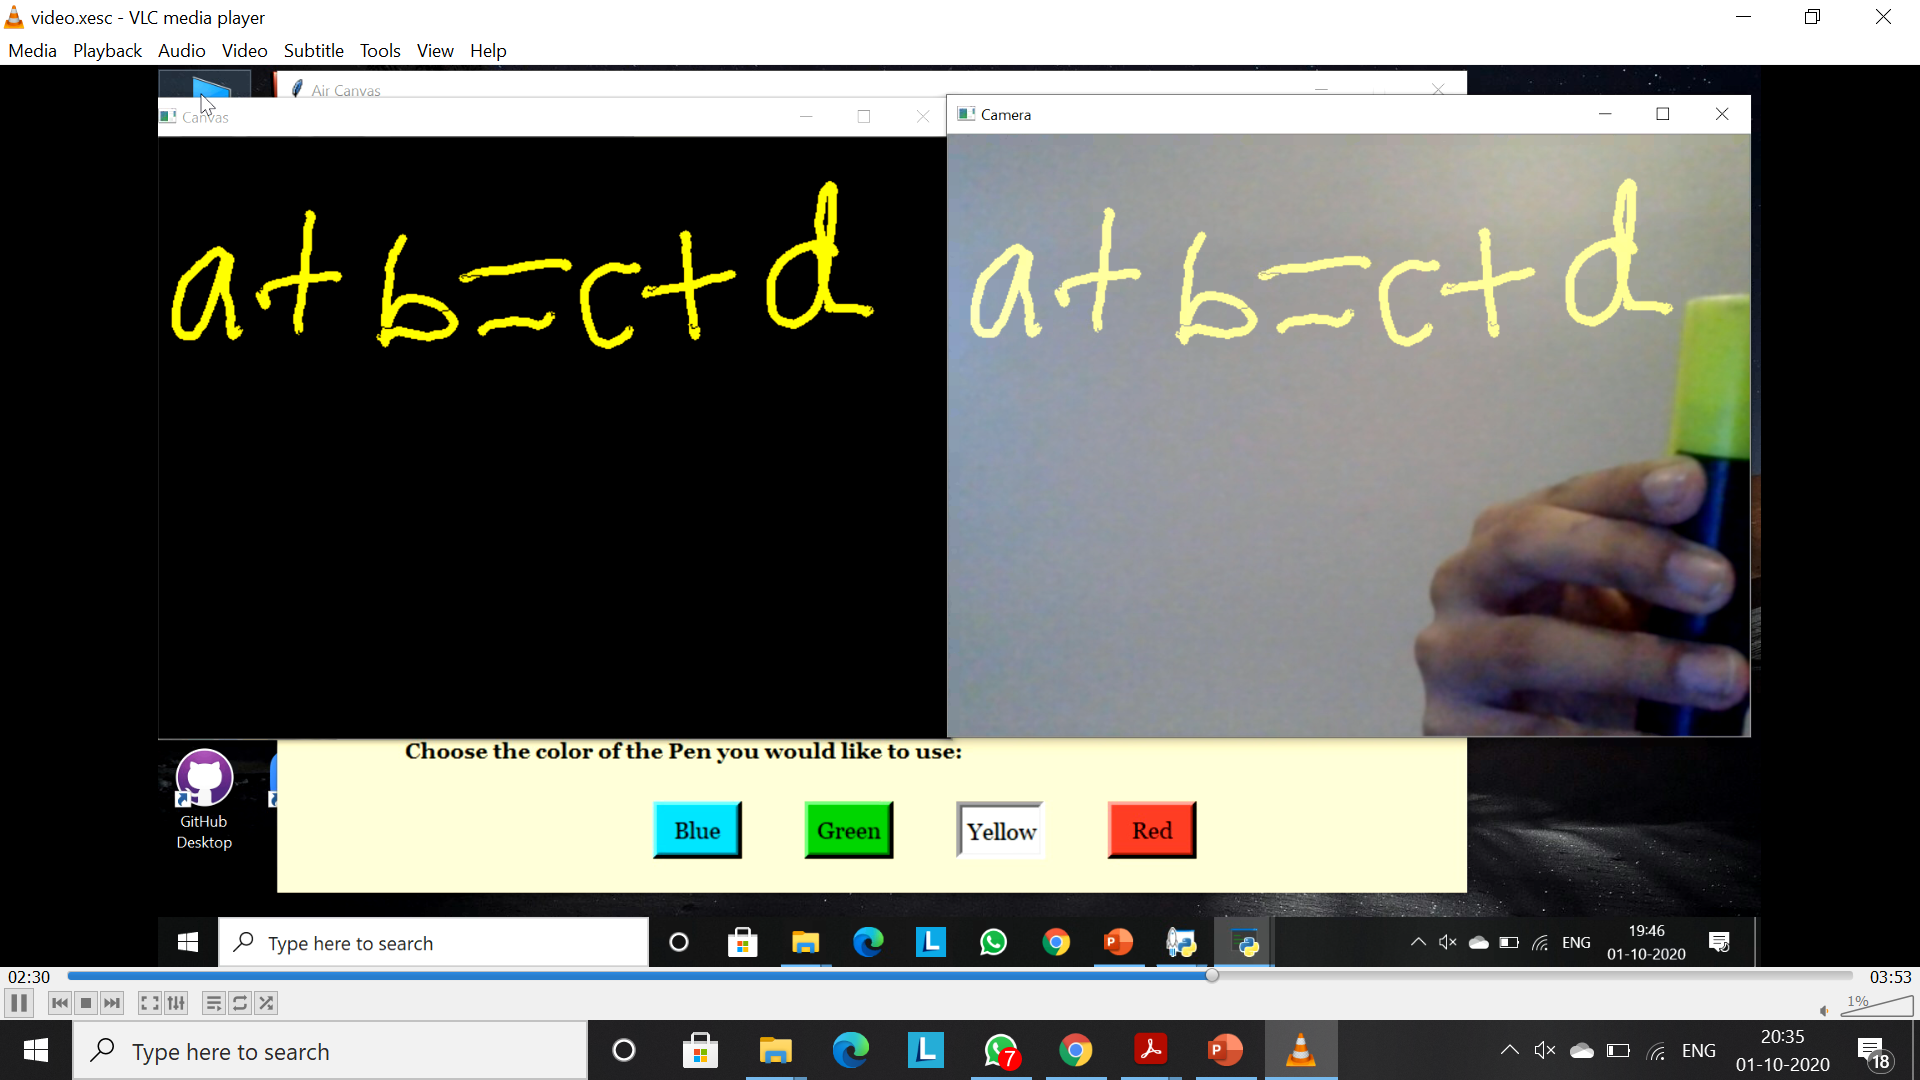 video.xesc - VLC media player
Media Playback Audio Video Subtitle Tools View Help
Air Canvas
Canvas
Camera
a+b=c+d
a+b=c+d
Choose the color of the Pen you would like to use:
Blue Green Yellow Red
GitHub
Desktop
Type here to search
L
P
ENG
19:46
01-10-2020
02:30
03:53
1%
Type here to search
L
7
P
ENG
20:35
01-10-2020
18